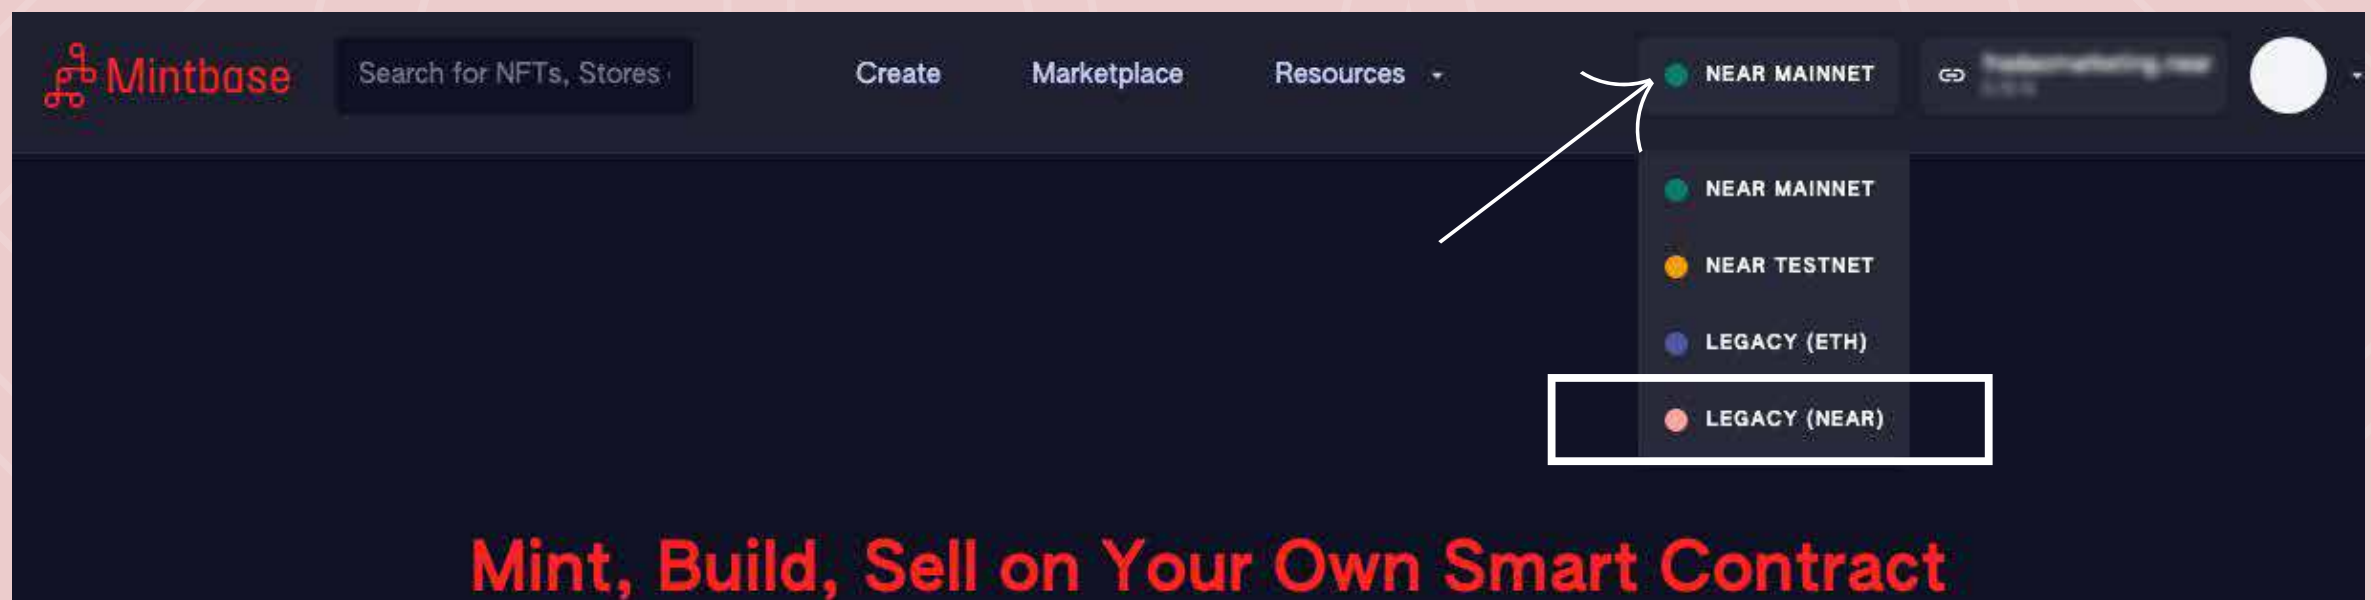 Mintbase
Search for NFTs, Stores
Create
Marketplace
Resources
NEAR MAINNET
NEAR MAINNET
NEAR TESTNET
LEGACY (ETH)
LEGACY (NEAR)
Mint, Build, Sell on Your Own Smart Contract